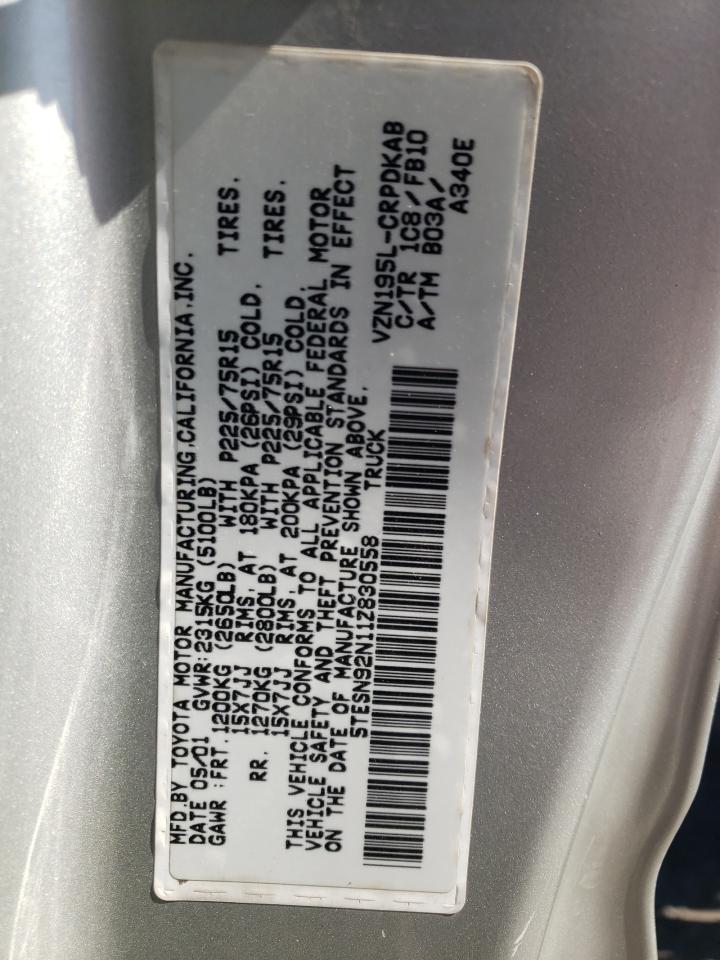 MFD.BY TOYOTA MOTOR MANUFACTURING.CALIFORNIA.INC.
DATE 05/01 GVWR:2315KG (5100LB)
GAWR :FRT.1200KG (2650LB) WITH P225/75R15 TIRES.
15X7JJ RIMS, AT 180KPA (26PSI) COLD.
RR. 1270KG (2800LB) WITH P225/75R15 TIRES.
15X7JJ RIMS, AT 200KPA (29PSI) COLD.
THIS VEHICLE CONFORMS TO ALL APPLICABLE FEDERAL MOTOR
VEHICLE SAFETY AND THEFT PREVENTION STANDARDS IN EFFECT
ON THE DATE OF MANUFACTURE SHOWN ABOVE.
5TESN92N11Z830558 TRUCK
VZN195L-CRPDKAB
C/TR 1C8/FB10
A/TM B03A/
A340E